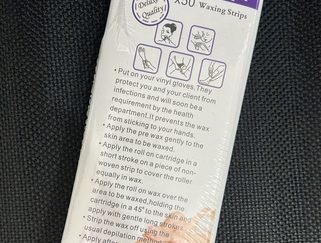 Deluxe
Quality
x50 Waxing Strips
• Put on your vinyl gloves.They
protect you and your client from
infections and will soon be a
requirement by the health
department.it prevents the wax
from sticking to your hands.
• Apply the pre wax gently to the
skin area to be waxed.
• Apply the roll on cartridge in a
short stroke on a piece of non-
woven strip to cover the roller
equally in wax.
• Apply the roll on wax over the
area to be waxed,holding the
cartridge in a 45° to the skin and
apply with gentle long strokes
• Strip the wax off using the
usual depilation method
• Apply after